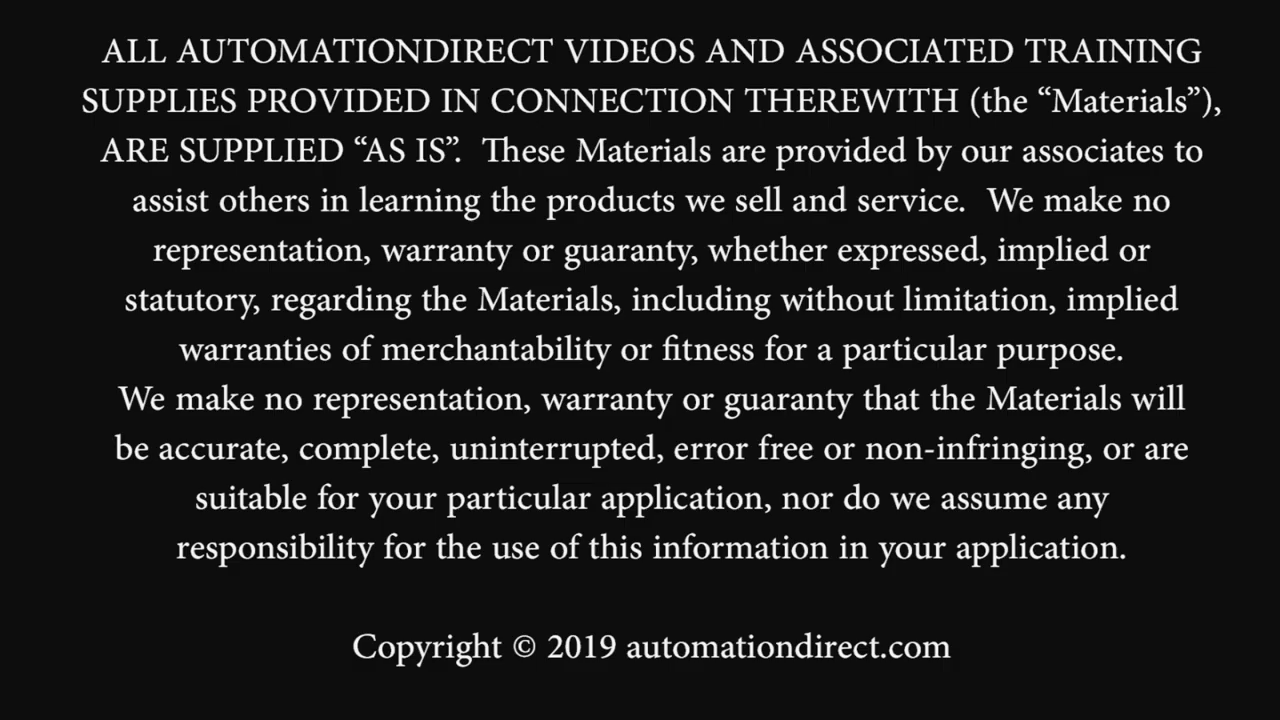 ALL AUTOMATIONDIRECT VIDEOS AND ASSOCIATED TRAINING
SUPPLIES PROVIDED IN CONNECTION THEREWITH (the “Materials”),
ARE SUPPLIED “AS IS”.  These Materials are provided by our associates to
assist others in learning the products we sell and service.  We make no
representation, warranty or guaranty, whether expressed, implied or
statutory, regarding the Materials, including without limitation, implied
warranties of merchantability or fitness for a particular purpose.
We make no representation, warranty or guaranty that the Materials will
be accurate, complete, uninterrupted, error free or non-infringing, or are
suitable for your particular application, nor do we assume any
responsibility for the use of this information in your application.
Copyright © 2019 automationdirect.com